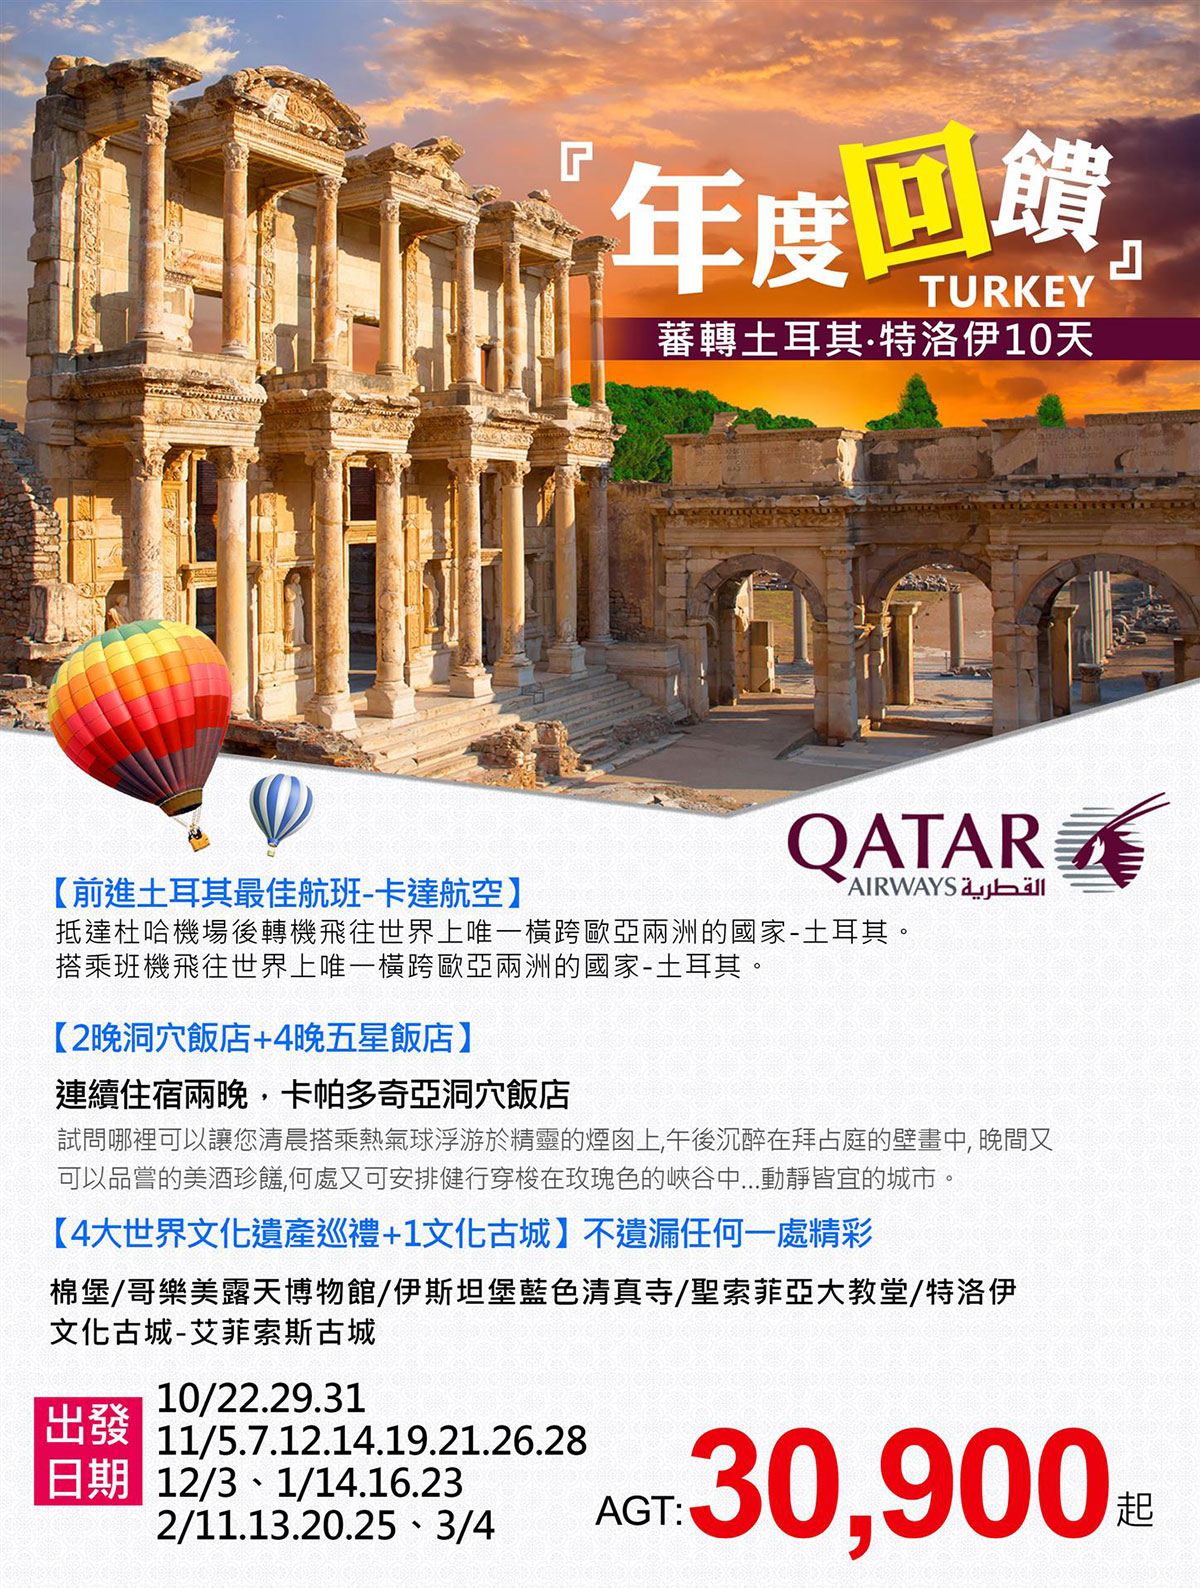 『年度回饋』
TURKEY
蕃轉土耳其·特洛伊10天
QATAR
AIRWAYS القطرية
【前進土耳其最佳航班-卡達航空】
抵達杜哈機場後轉機飛往世界上唯一橫跨歐亞兩洲的國家-土耳其。
搭乘班機飛往世界上唯一橫跨歐亞兩洲的國家-土耳其。
【2晚洞穴飯店+4晚五星飯店】
連續住宿兩晚，卡帕多奇亞洞穴飯店
試問哪裡可以讓您清晨搭乘熱氣球浮游於精靈的煙囪上,午後沉醉在拜占庭的壁畫中, 晚間又
可以品嘗的美酒珍饈,何處又可安排健行穿梭在玫瑰色的峽谷中...動靜皆宜的城市。
【4大世界文化遺產巡禮+1文化古城】不遺漏任何一處精彩
棉堡/哥樂美露天博物館/伊斯坦堡藍色清真寺/聖索菲亞大教堂/特洛伊
文化古城-艾菲索斯古城
出發
日期
10/22.29.31
11/5.7.12.14.19.21.26.28
12/3、1/14.16.23
2/11.13.20.25、3/4
AGT:30,900起